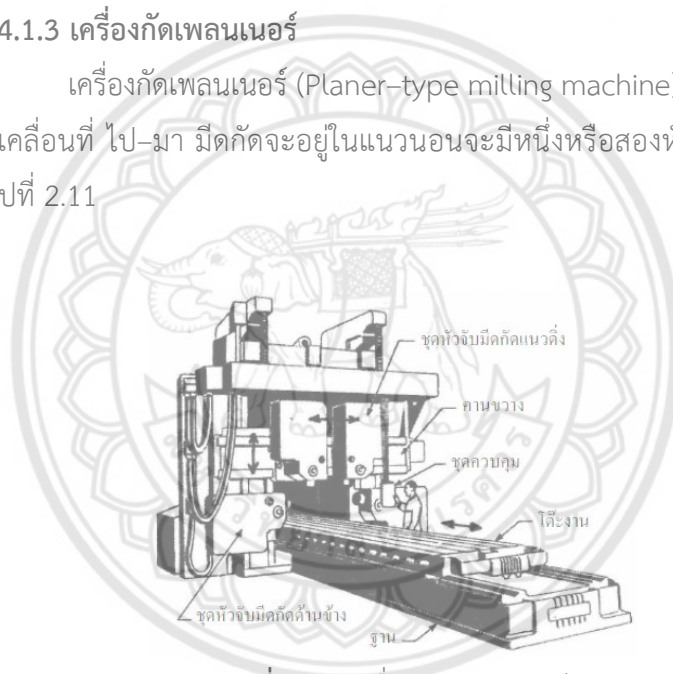 4.1.3 เครื่องกัดเพลนเนอร์
เครื่องกัดเพลนเนอร์ (Planer–type milling machine)
เคลื่อนที่ ไป–มา มีดกัดจะอยู่ในแนวนอนจะมีหนึ่งหรือสองหั
ปที่ 2.11
ชุดหัวจับมีดกัดแนวดิ่ง
คานขวาง
ชุดควบคุม
โต๊ะงาน
ชุดหัวจับมีดกัดด้านข้าง
ฐาน